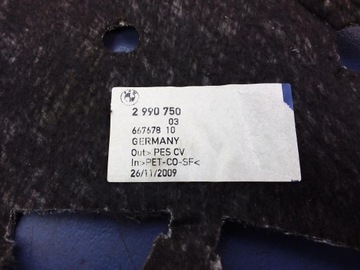 2 990 750
03
667678 10
GERMANY
Out> PES CV
In>PET-CO-SF<
26/11/2009